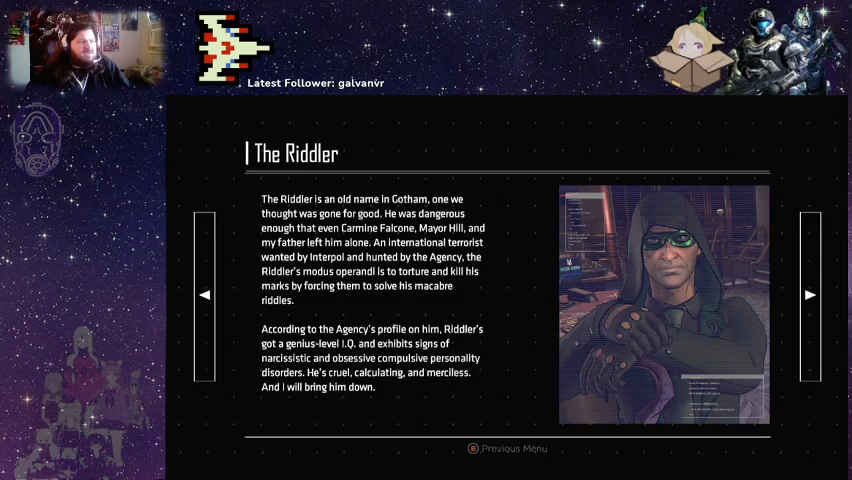 Latest Follower: galvanvr
The Riddler
The Riddler is an old name in Gotham, one we
thought was gone for good. He was dangerous
enough that even Carmine Falcone, Mayor Hill, and
my father left him alone. An international terrorist
wanted by Interpol and hunted by the Agency, the
Riddler's modus operandi is to torture and kill his
marks by forcing them to solve his macabre
riddles.
According to the Agency's profile on him, Riddler's
got a genius-level I.Q. and exhibits signs of
narcissistic and obsessive compulsive personality
disorders. He's cruel, calculating, and merciless.
And I will bring him down.
B Previous Menu